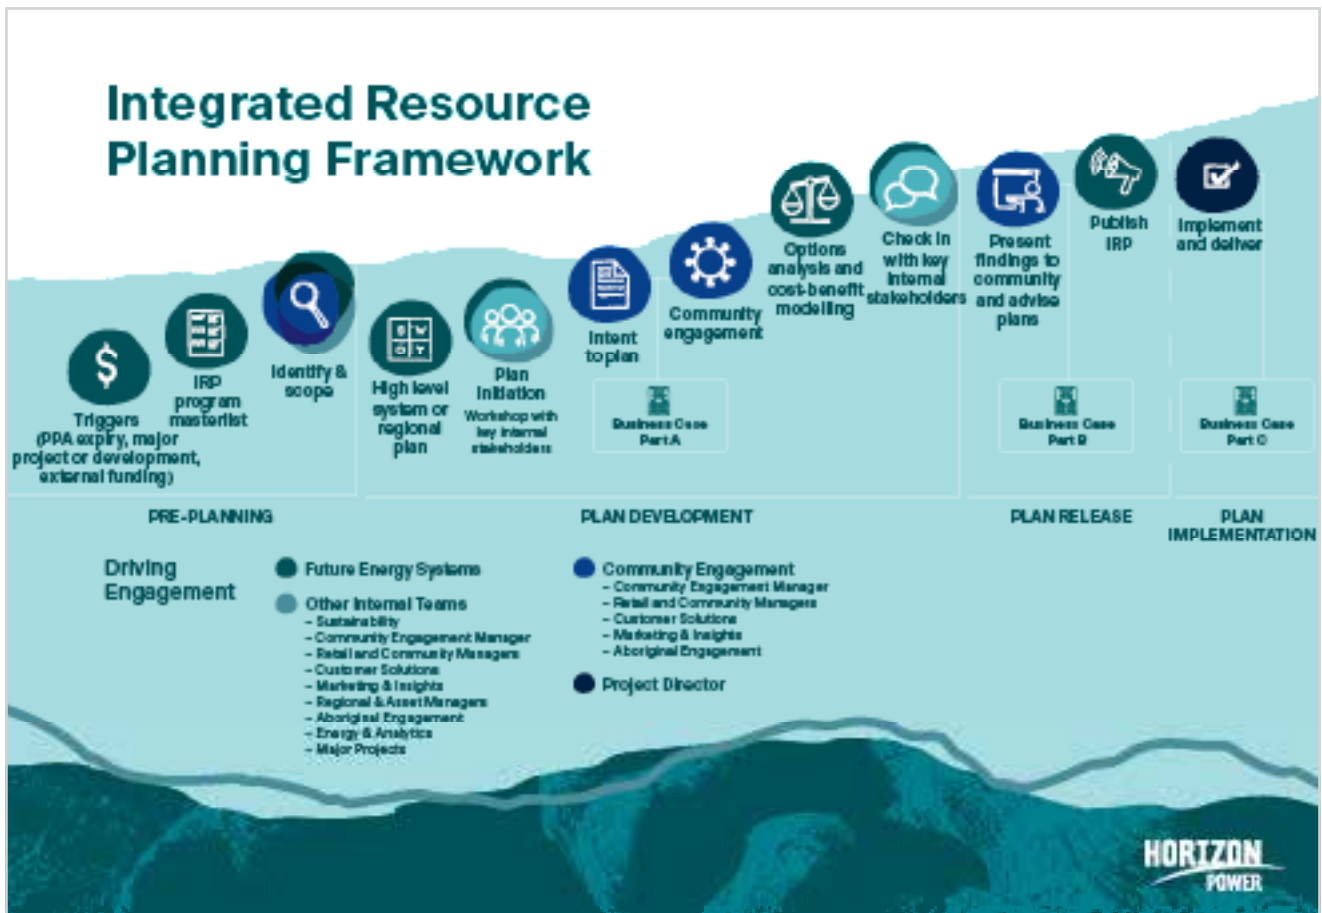 Integrated Resource
Planning Framework
Triggers
(PPA expiry, major
project or development,
external funding)
IRP
program
masterlist
Identify &
scope
High level
system or
regional
plan
S W
O T
Plan
initiation
Workshop with
key internal
stakeholders
Intent
to plan
Community
engagement
Options
analysis and
cost-benefit
modelling
Check in
with key
internal
stakeholders
Present
findings to
community
and advise
plans
Publish
IRP
Implement
and deliver
Business Case
Part A
Business Case
Part B
Business Case
Part C
PRE-PLANNING
PLAN DEVELOPMENT
PLAN RELEASE
PLAN
IMPLEMENTATION
Driving
Engagement
Future Energy Systems
Other Internal Teams
– Sustainability
– Community Engagement Manager
– Retail and Community Managers
– Customer Solutions
– Marketing & Insights
– Regional & Asset Managers
– Aboriginal Engagement
– Energy & Analytics
– Major Projects
Community Engagement
– Community Engagement Manager
– Retail and Community Managers
– Customer Solutions
– Marketing & Insights
– Aboriginal Engagement
Project Director
HORIZON
POWER